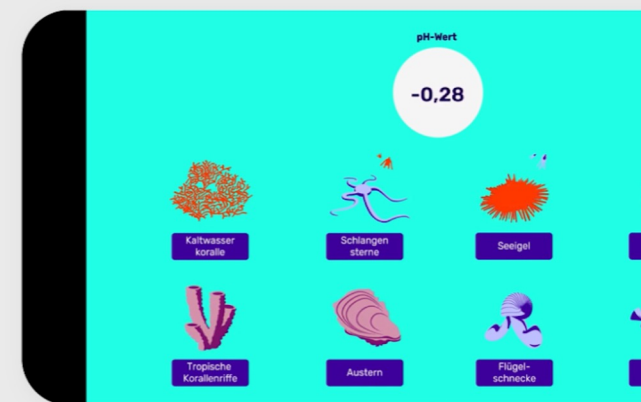 pH-Wert
-0,28
Kaltwasser
koralle
Schlangen
sterne
Seeigel
Tropische
Korallenriffe
Austern
Flügel-
schnecke